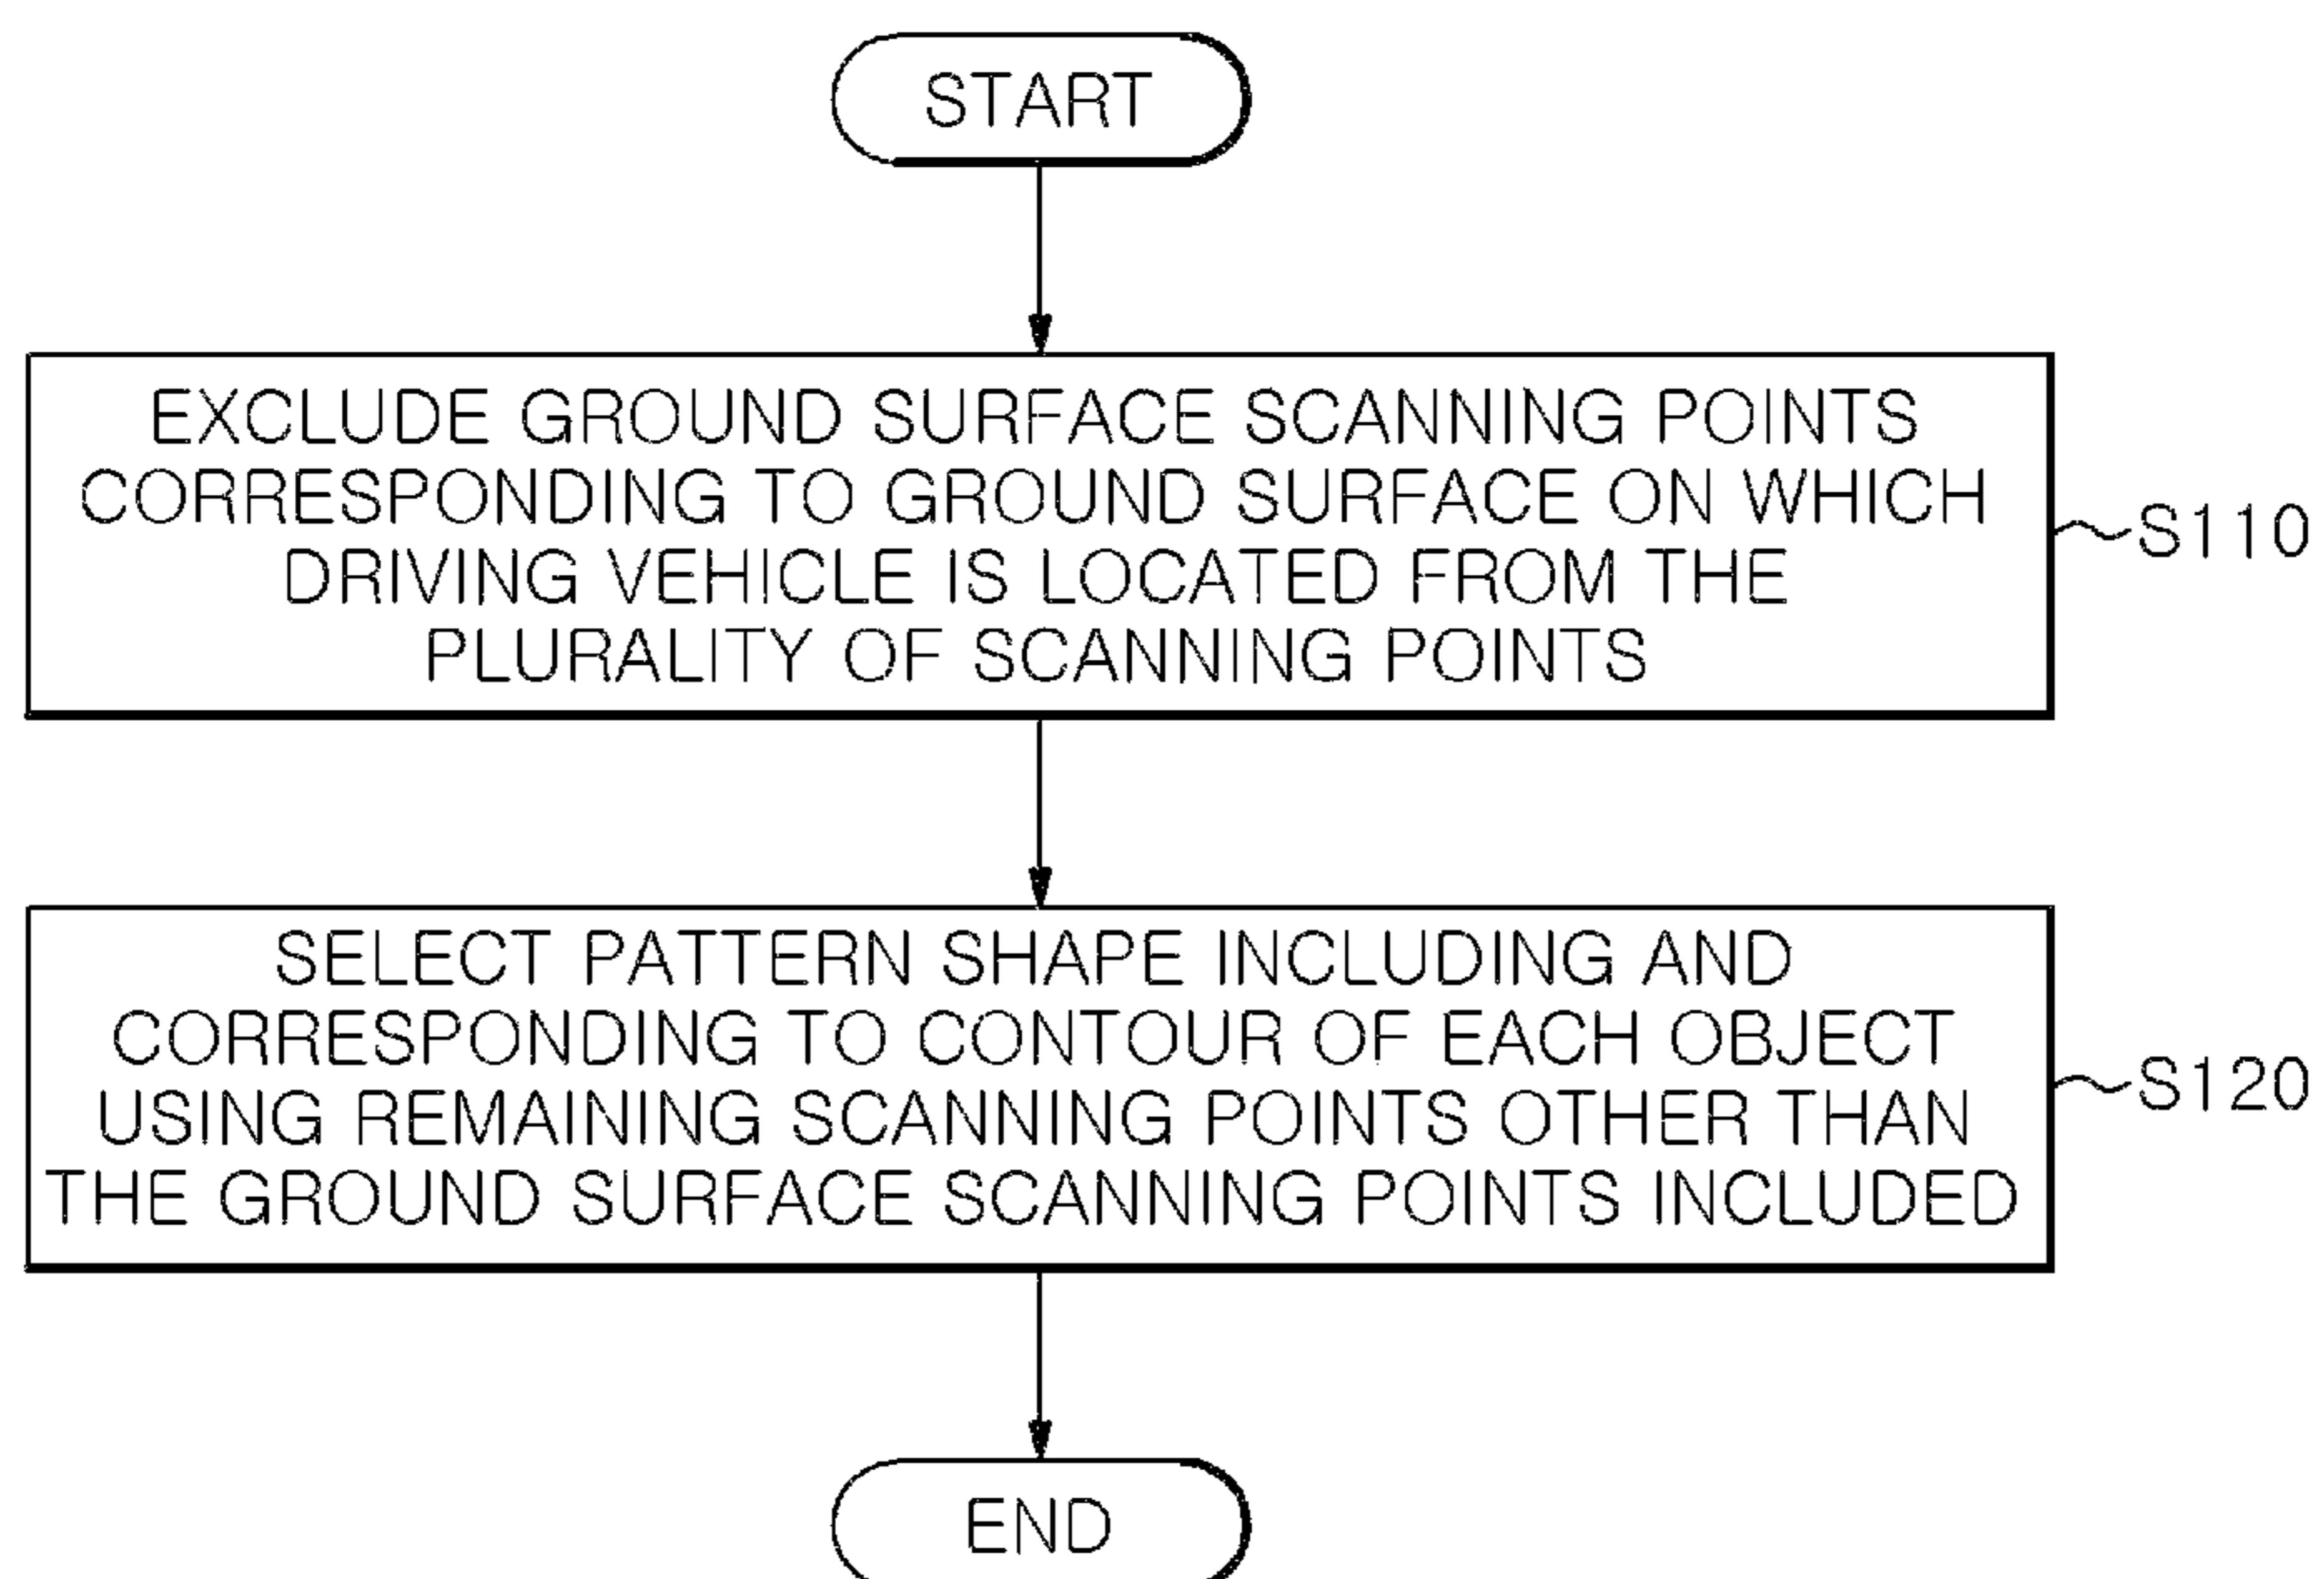 START
EXCLUDE GROUND SURFACE SCANNING POINTS
CORRESPONDING TO GROUND SURFACE ON WHICH
DRIVING VEHICLE IS LOCATED FROM THE
PLURALITY OF SCANNING POINTS
S110
SELECT PATTERN SHAPE INCLUDING AND
CORRESPONDING TO CONTOUR OF EACH OBJECT
USING REMAINING SCANNING POINTS OTHER THAN
THE GROUND SURFACE SCANNING POINTS INCLUDED
S120
END